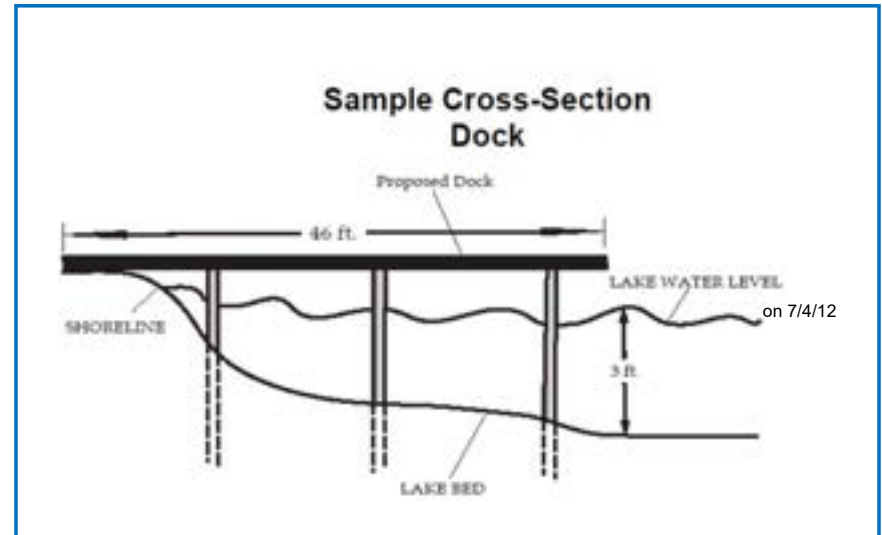 Sample Cross-Section
Dock
Proposed Dock
46 ft.
LAKE WATER LEVEL
on 7/4/12
SHORELINE
3 ft
LAKE BED